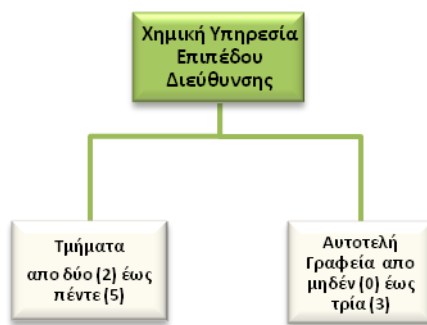 Χημική Υπηρεσία
Επιπέδου
Διεύθυνσης
Τμήματα
απο δύο (2) έως
πέντε (5)
Αυτοτελή
Γραφεία απο
μηδέν (0) έως
τρία (3)